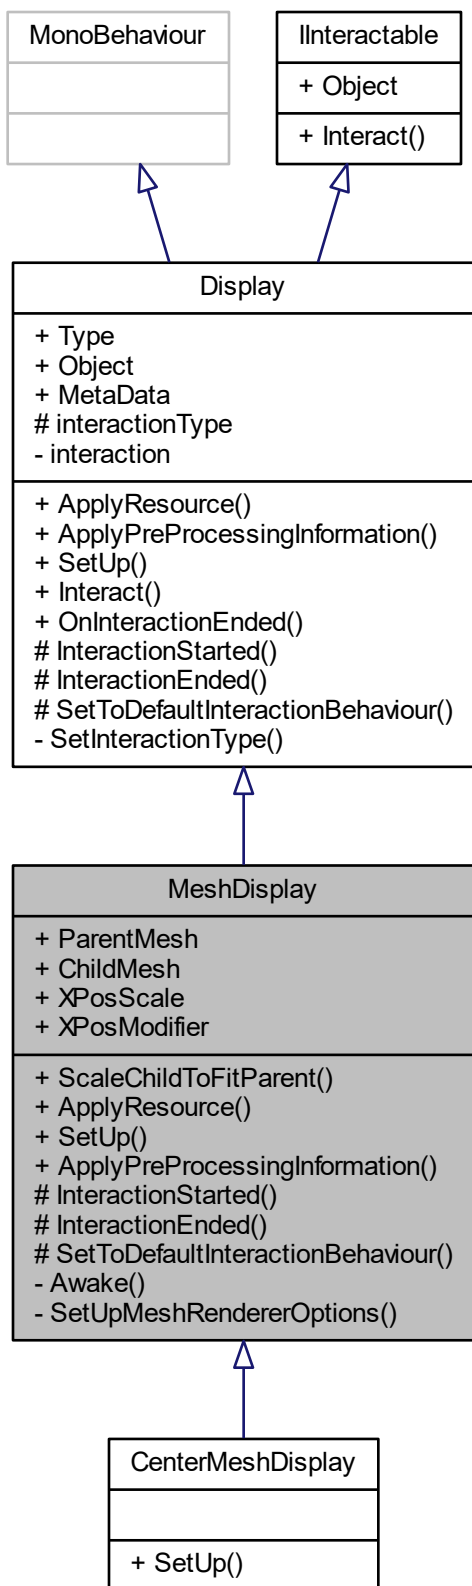 MonoBehaviour
IInteractable
+ Object
+ Interact()
Display
+ Type
+ Object
+ MetaData
# interactionType
- interaction
+ ApplyResource()
+ ApplyPreProcessingInformation()
+ SetUp()
+ Interact()
+ OnInteractionEnded()
# InteractionStarted()
# InteractionEnded()
# SetToDefaultInteractionBehaviour()
- SetInteractionType()
MeshDisplay
+ ParentMesh
+ ChildMesh
+ XPosScale
+ XPosModifier
+ ScaleChildToFitParent()
+ ApplyResource()
+ SetUp()
+ ApplyPreProcessingInformation()
# InteractionStarted()
# InteractionEnded()
# SetToDefaultInteractionBehaviour()
- Awake()
- SetUpMeshRendererOptions()
CenterMeshDisplay
+ SetUp()